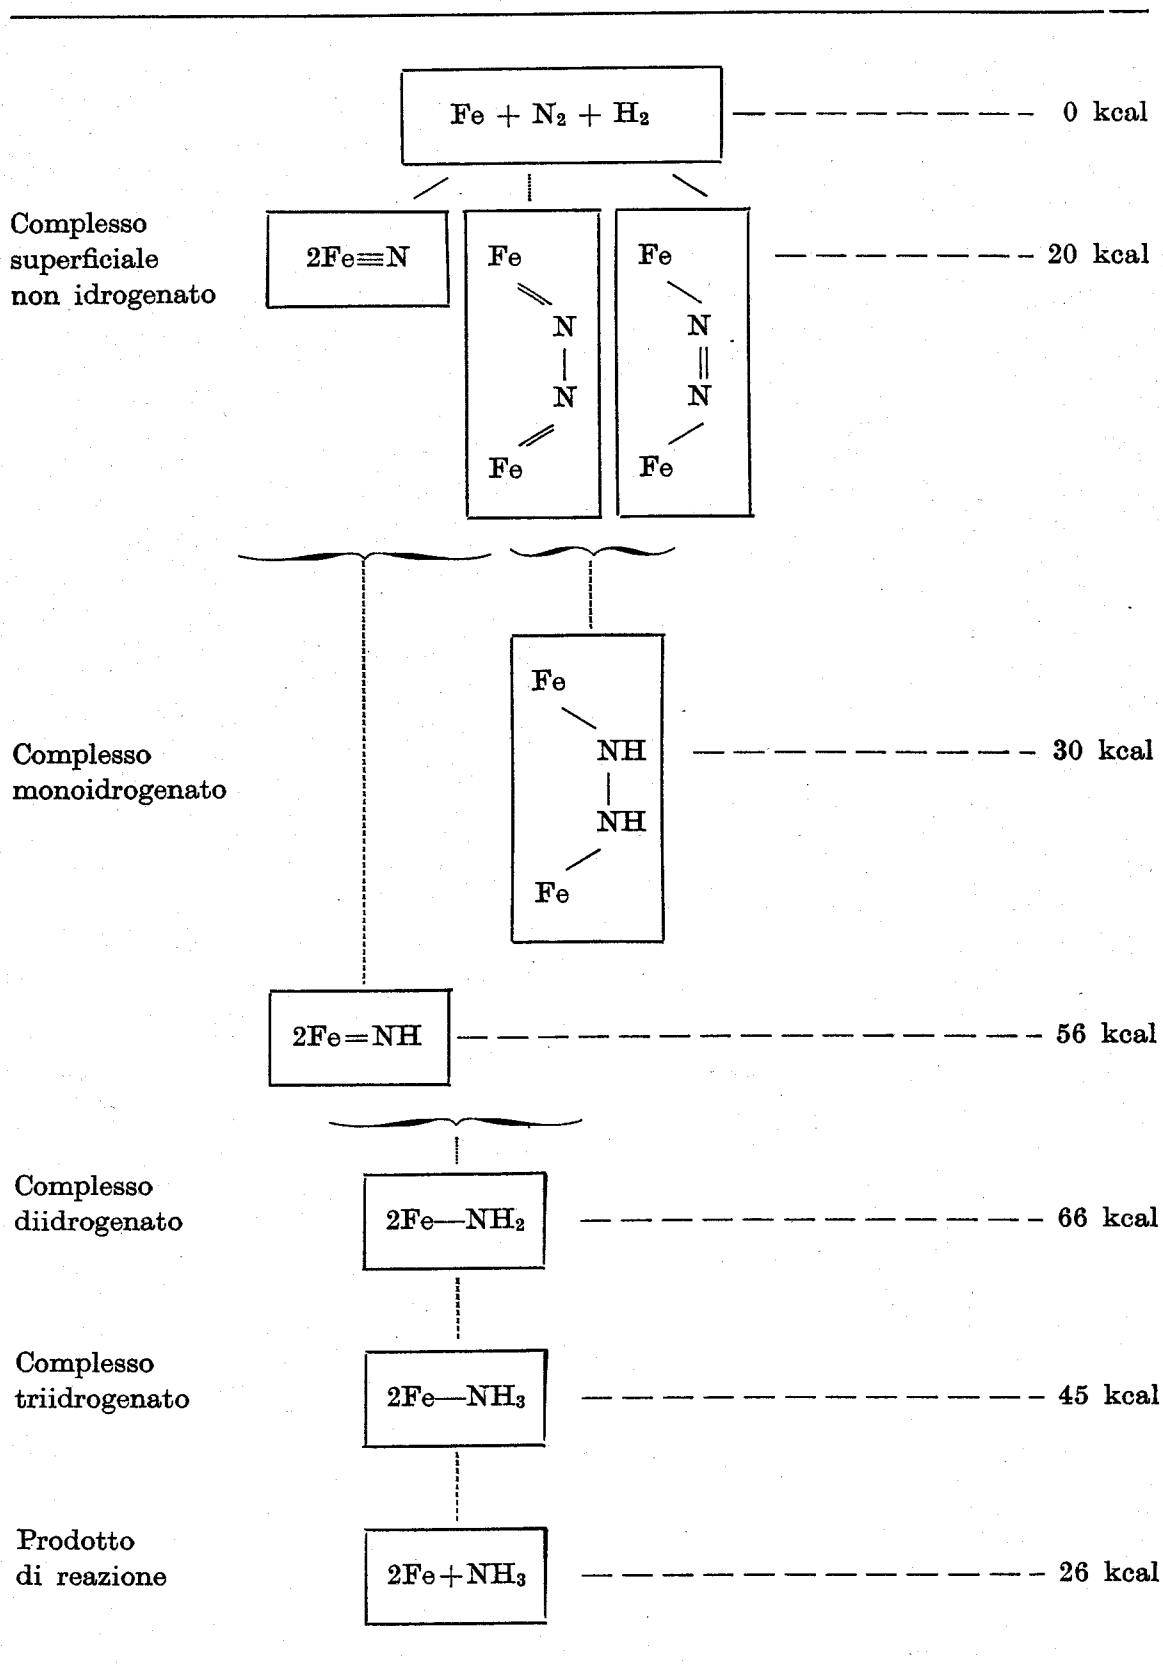 Fe + N₂ + H₂ 0 kcal
Complesso
superficiale
non idrogenato
2Fe≡N
Fe
N
N
Fe
Fe
N
N
Fe
20 kcal
Complesso
monoidrogenato
Fe
NH
NH
Fe
30 kcal
2Fe=NH 56 kcal
Complesso
diidrogenato
2Fe—NH₂ 66 kcal
Complesso
triidrogenato
2Fe—NH₃ 45 kcal
Prodotto
di reazione
2Fe+NH₃ 26 kcal